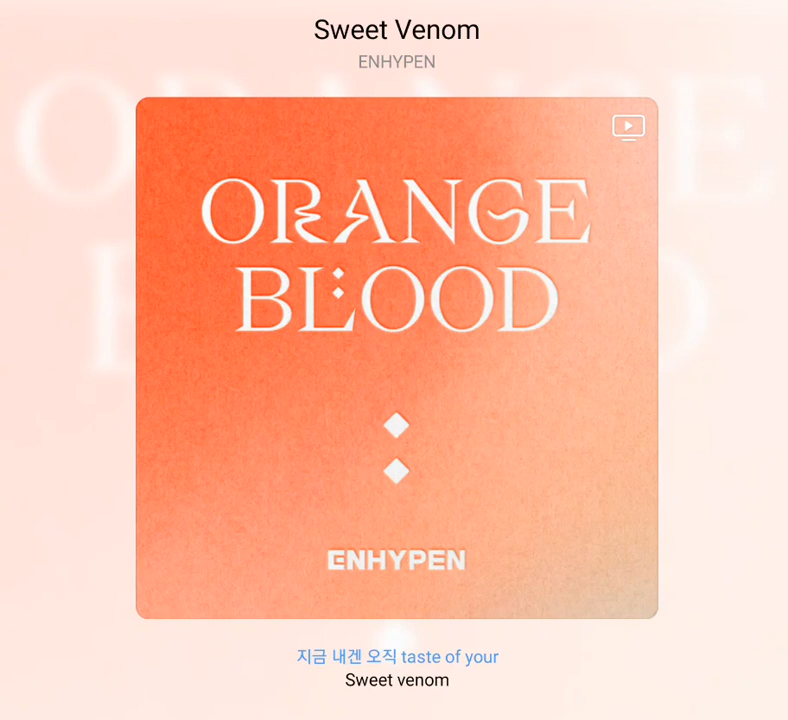 Sweet Venom
ENHYPEN
ORANGE
BLOOD
ENHYPEN
지금 내겐 오직 taste of your
Sweet venom